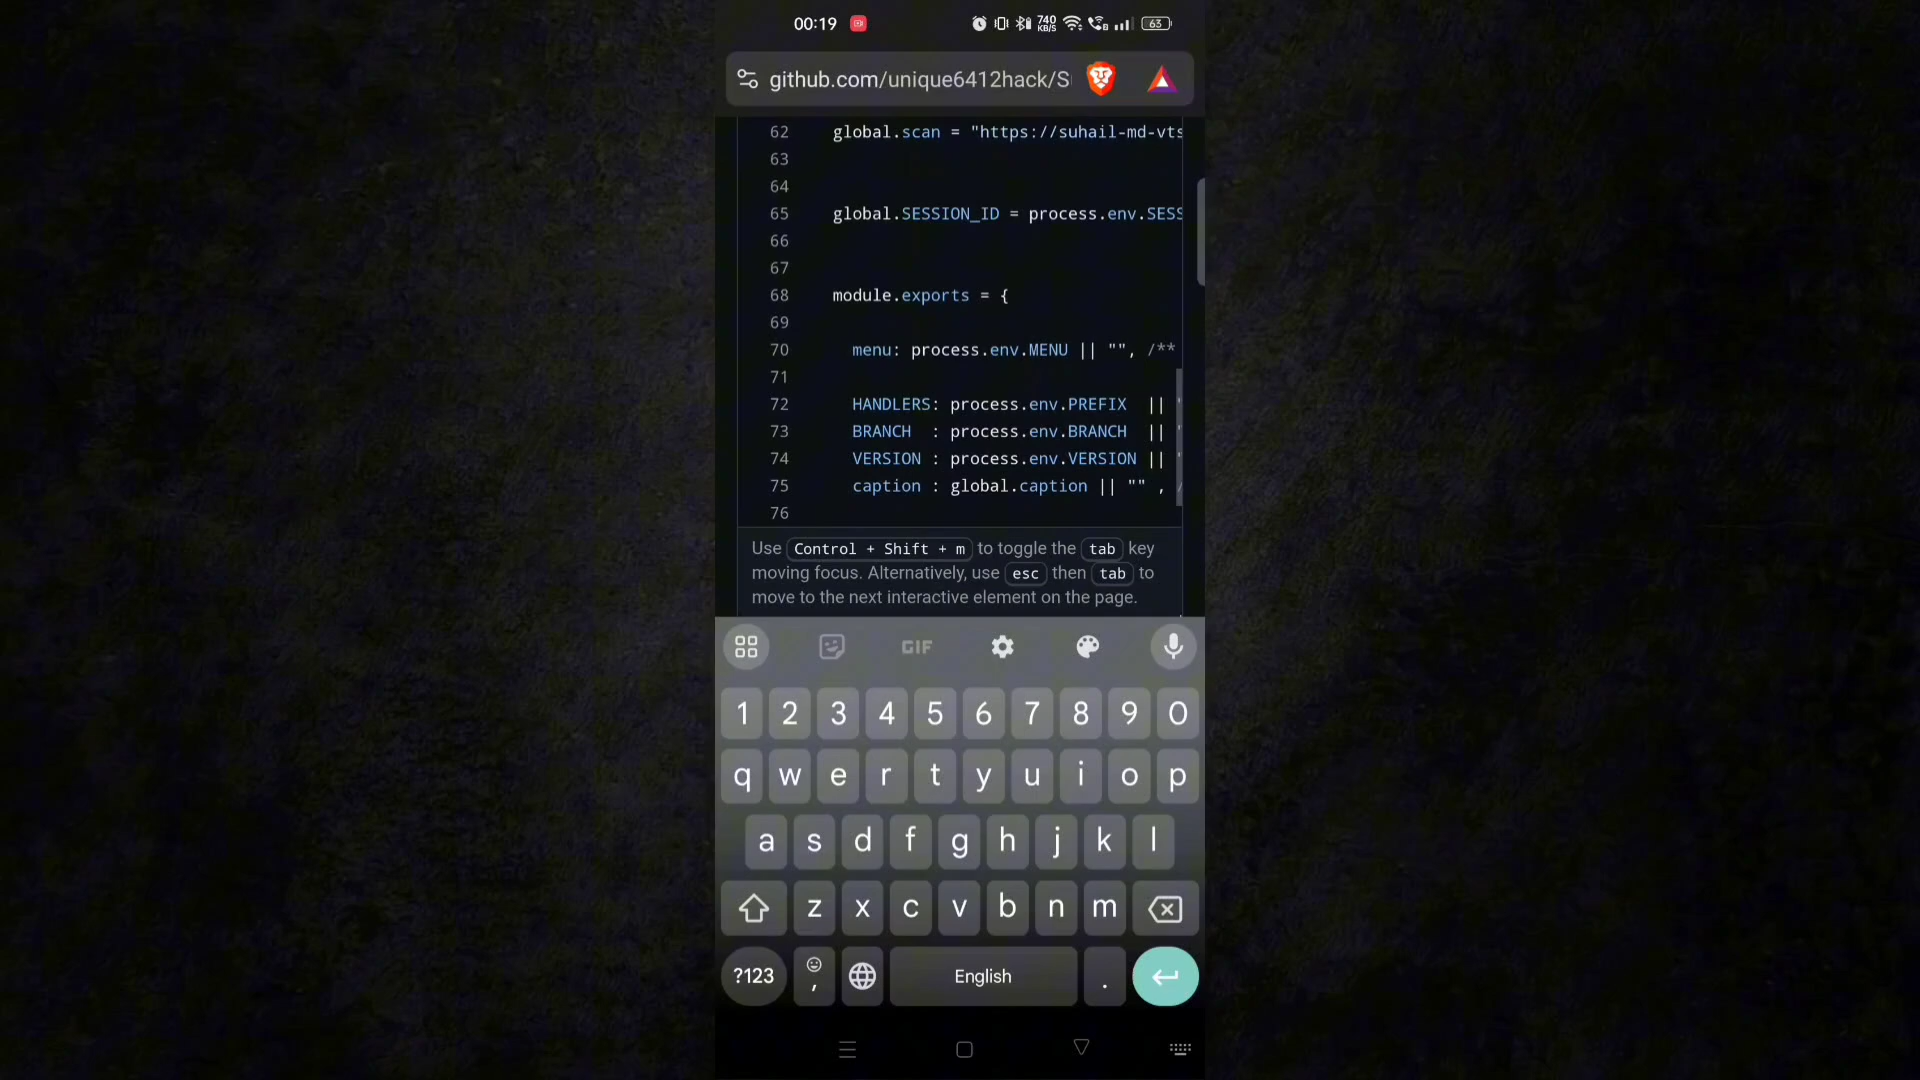 00:19 740 KB/S 63
github.com/unique6412hack/S
62 global.scan = "https://suhail-md-vts
63
64
65 global.SESSION_ID = process.env.SESS
66
67
68 module.exports = {
69
70 menu: process.env.MENU || "", /**
71
72 HANDLERS: process.env.PREFIX ||
73 BRANCH : process.env.BRANCH ||
74 VERSION : process.env.VERSION ||
75 caption : global.caption || "" , /
76
Use Control + Shift + m to toggle the tab key
moving focus. Alternatively, use esc then tab to
move to the next interactive element on the page.
GIF
1 2 3 4 5 6 7 8 9 0
q w e r t y u i o p
a s d f g h j k l
z x c v b n m
?123 , English .